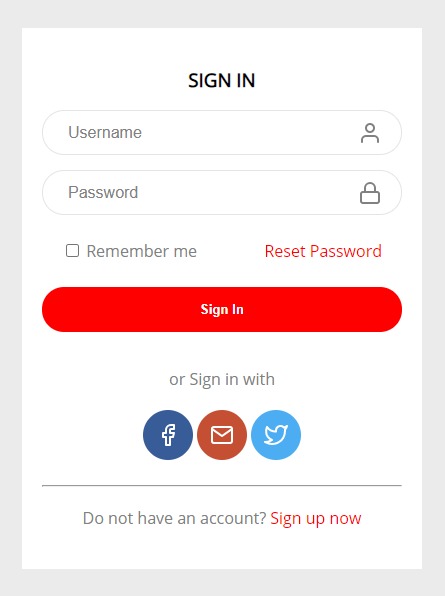 SIGN IN
Username
Password
Remember me Reset Password
Sign In
or Sign in with
Do not have an account? Sign up now